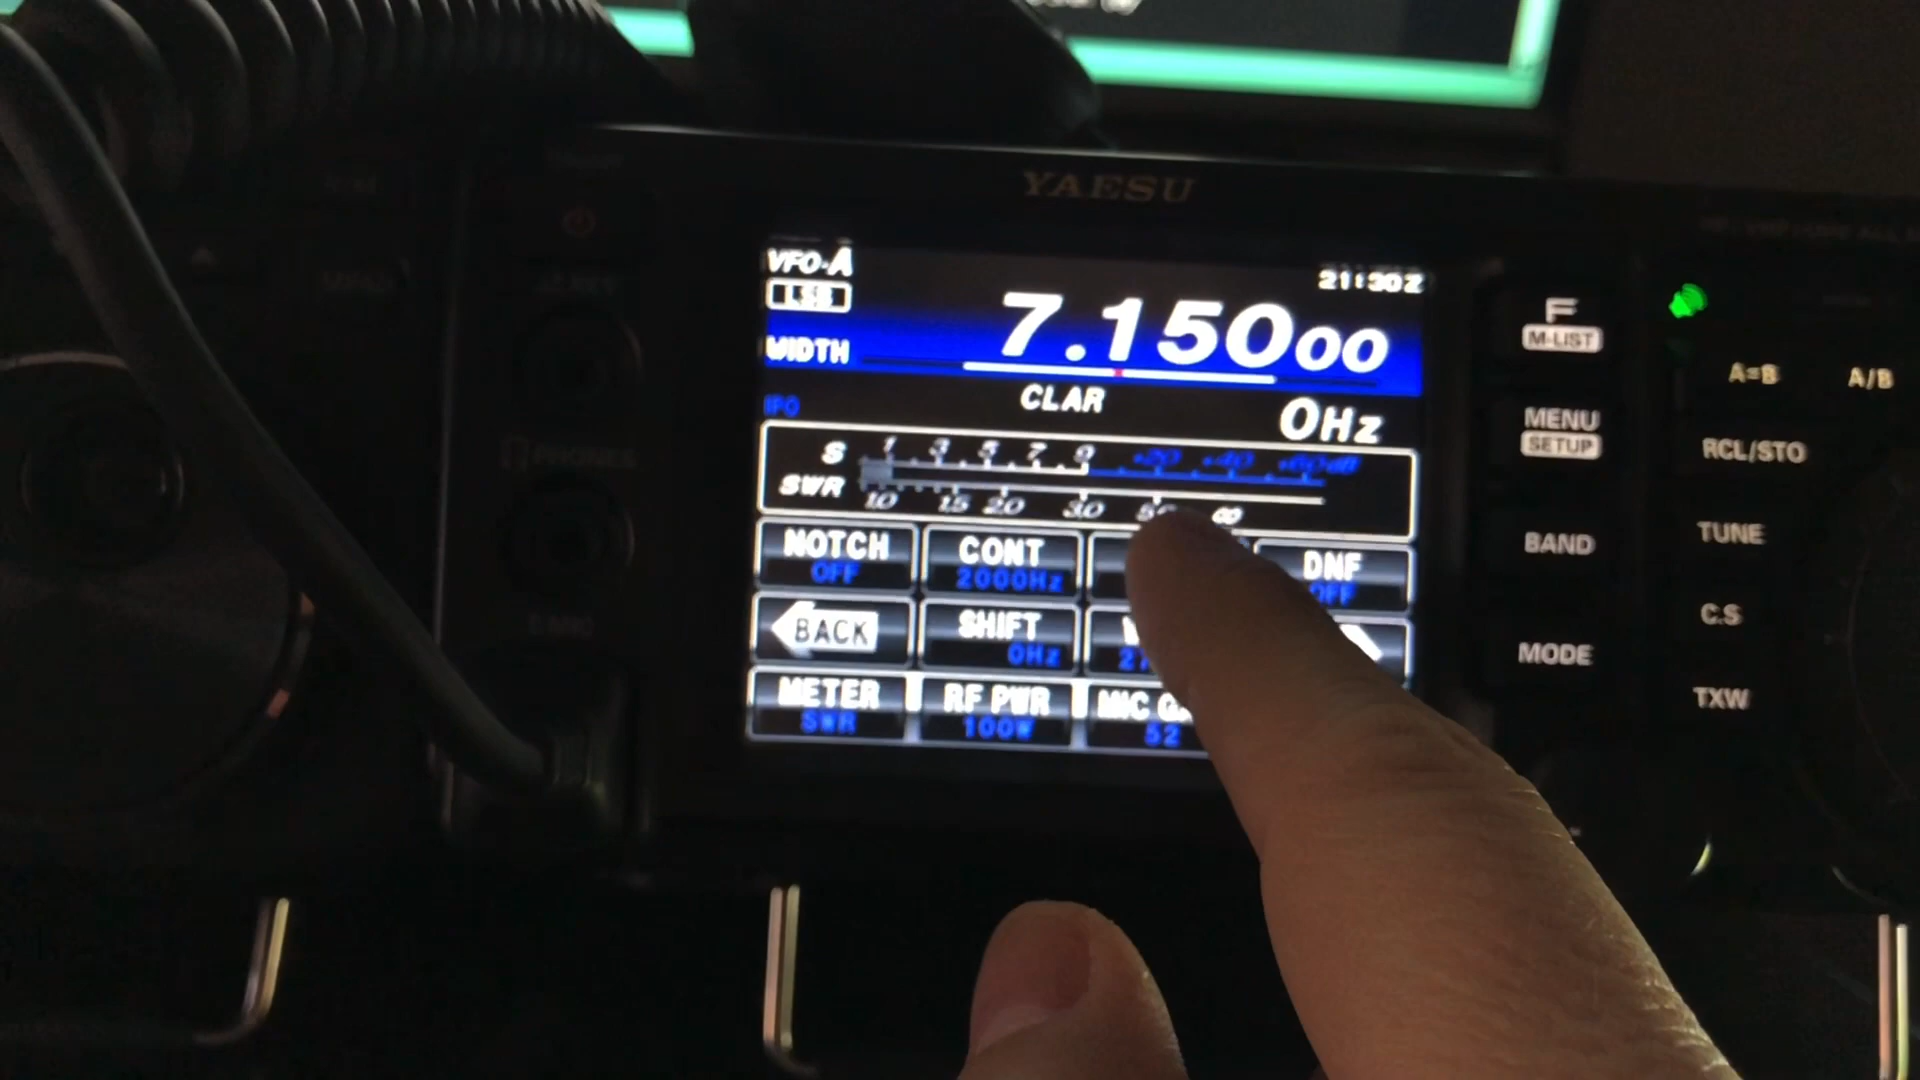 YAESU
VFO-A
21:30Z
LSB
7.15000
WIDTH
IPO
CLAR
0Hz
S 1 3 5 7 9 +20 +40 +60dB
SWR
1.0 1.5 2.0 3.0 5.0 ∞
NOTCH
OFF
CONT
2000Hz
DNF
OFF
BACK
SHIFT
0Hz
METER
SWR
RF PWR
100W
MIC
52
PHONES
F
M-LIST
MENU
SETUP
BAND
MODE
A=B
A/B
RCL/STO
TUNE
C.S
TXW